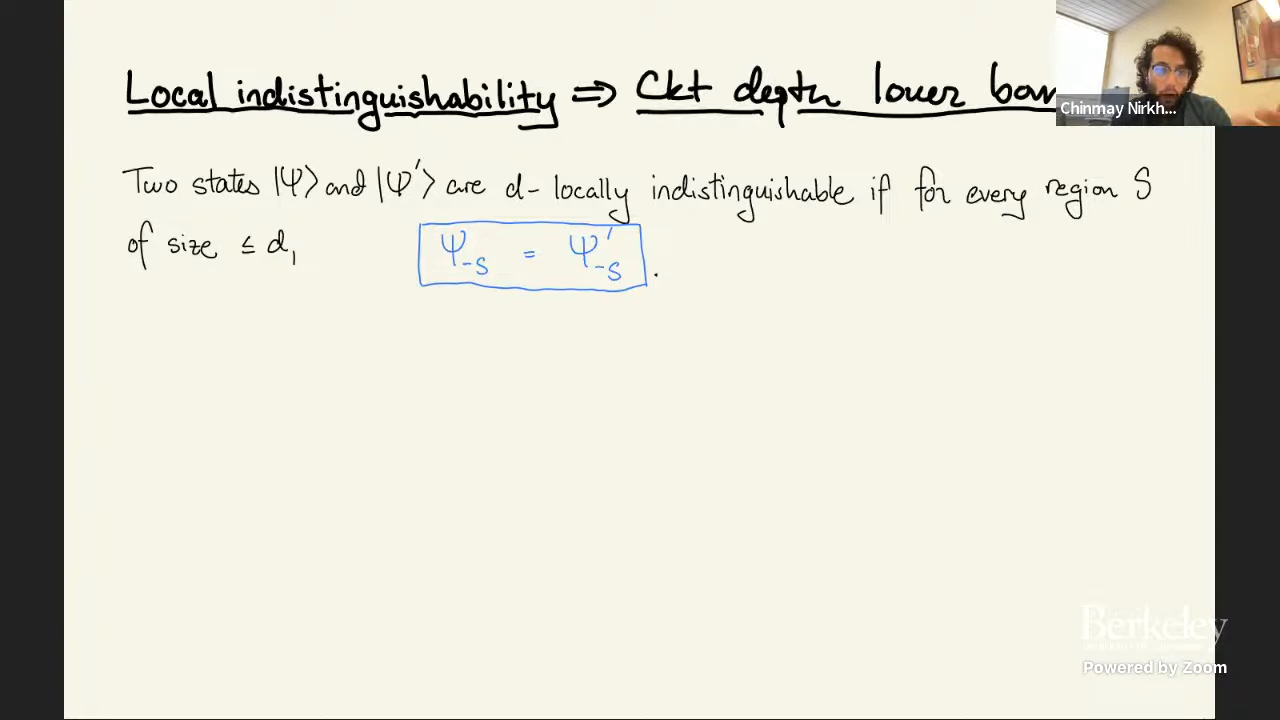 Local indistinguishability ⇒ Ckt depth lower
Chinmay Nirkh...
Two states |Ψ⟩ and |Ψ'⟩ are d-locally indistinguishable if for every region S
of size ≤ d, Ψ_{-S} = Ψ'_{-S}.
Berkeley
Powered by Zoom